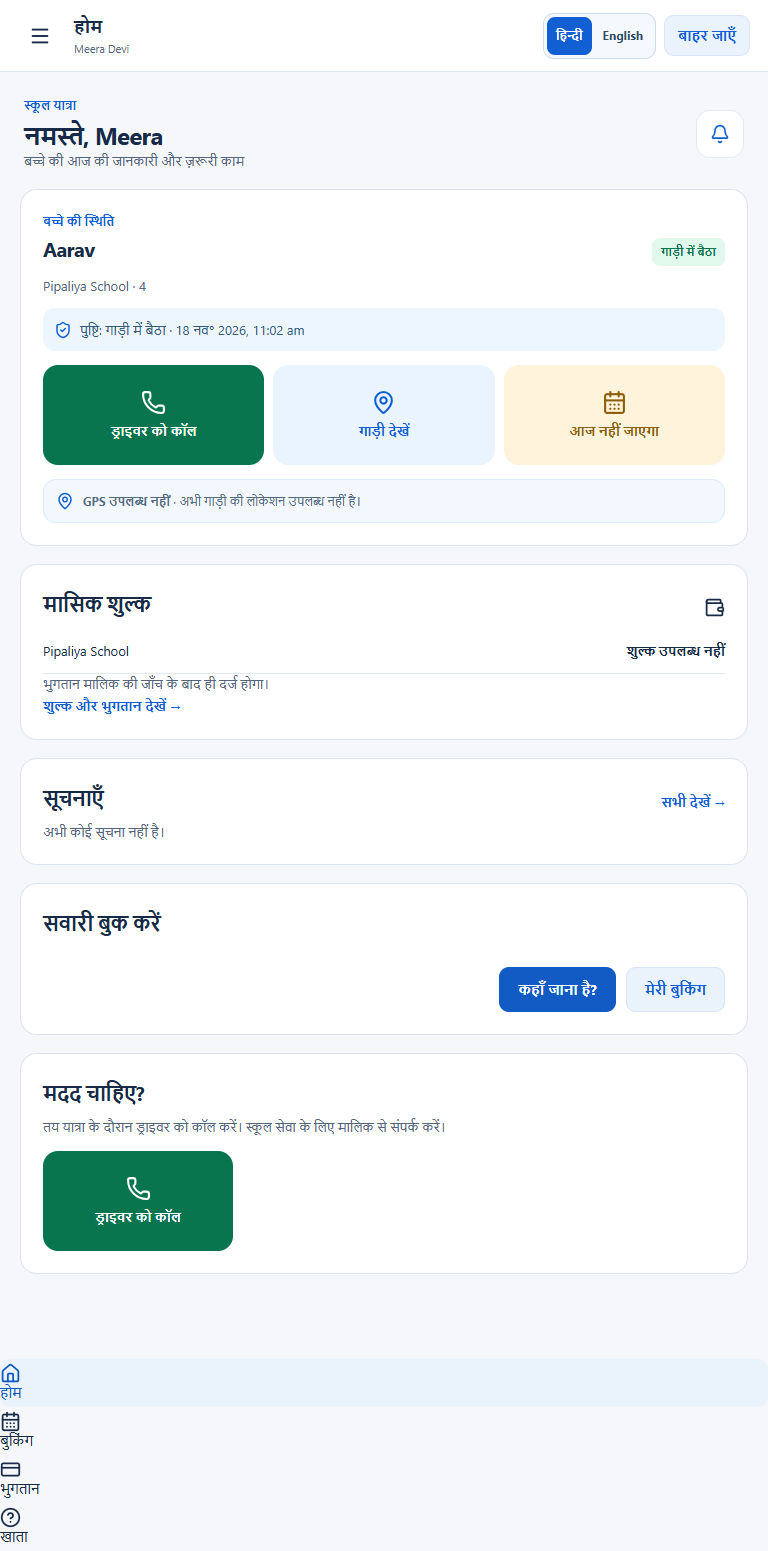 होम
Meera Devi
हिन्दी
English
बाहर जाएँ
स्कूल यात्रा
नमस्ते, Meera
बच्चे की आज की जानकारी और ज़रूरी काम
बच्चे की स्थिति
Aarav
गाड़ी में बैठा
Pipaliya School · 4
पुष्टि: गाड़ी में बैठा · 18 नव° 2026, 11:02 am
ड्राइवर को कॉल
गाड़ी देखें
आज नहीं जाएगा
GPS उपलब्ध नहीं · अभी गाड़ी की लोकेशन उपलब्ध नहीं है।
मासिक शुल्क
Pipaliya School
शुल्क उपलब्ध नहीं
भुगतान मालिक की जाँच के बाद ही दर्ज होगा।
शुल्क और भुगतान देखें →
सूचनाएँ
सभी देखें →
अभी कोई सूचना नहीं है।
सवारी बुक करें
कहाँ जाना है?
मेरी बुकिंग
मदद चाहिए?
तय यात्रा के दौरान ड्राइवर को कॉल करें। स्कूल सेवा के लिए मालिक से संपर्क करें।
ड्राइवर को कॉल
होम
बुकिंग
भुगतान
खाता